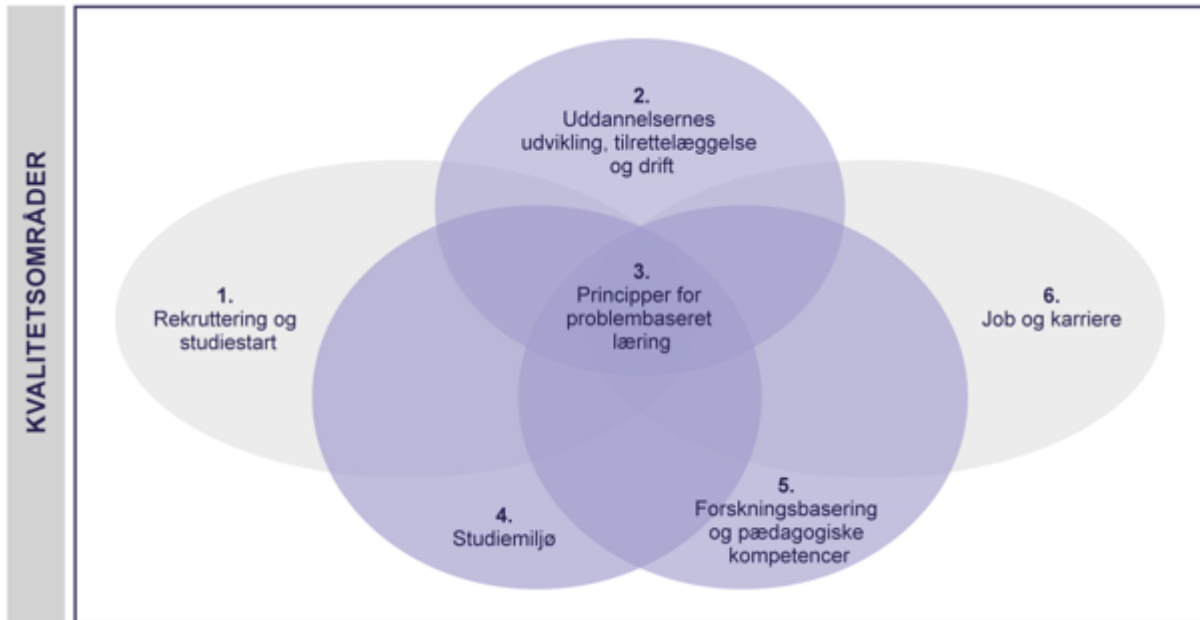 KVALITETSOMRÅDER
1.
Rekruttering og
studiestart
2.
Uddannelsernes
udvikling, tilrettelæggelse
og drift
3.
Principper for
problembaseret
læring
4.
Studiemiljø
5.
Forskningsbasering
og pædagogiske
kompetencer
6.
Job og karriere